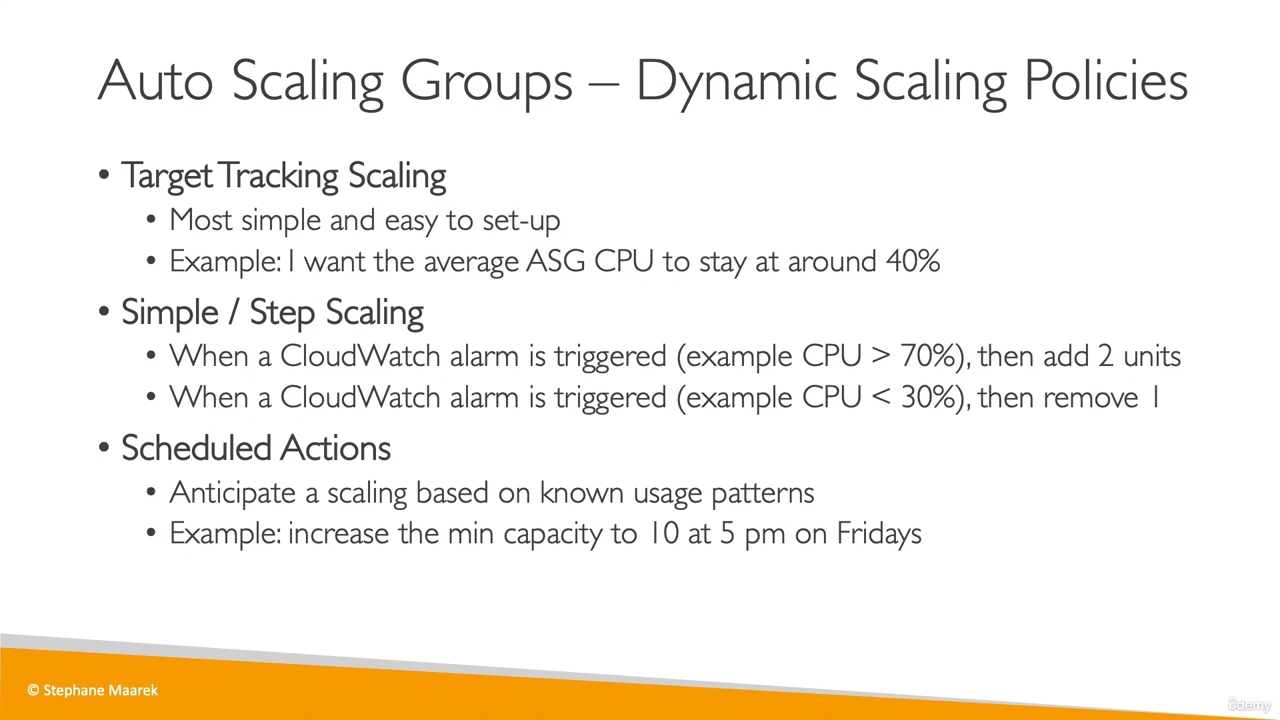 Auto Scaling Groups – Dynamic Scaling Policies
• Target Tracking Scaling
• Most simple and easy to set-up
• Example: I want the average ASG CPU to stay at around 40%
• Simple / Step Scaling
• When a CloudWatch alarm is triggered (example CPU > 70%), then add 2 units
• When a CloudWatch alarm is triggered (example CPU < 30%), then remove 1
• Scheduled Actions
• Anticipate a scaling based on known usage patterns
• Example: increase the min capacity to 10 at 5 pm on Fridays
© Stephane Maarek
ûdemy